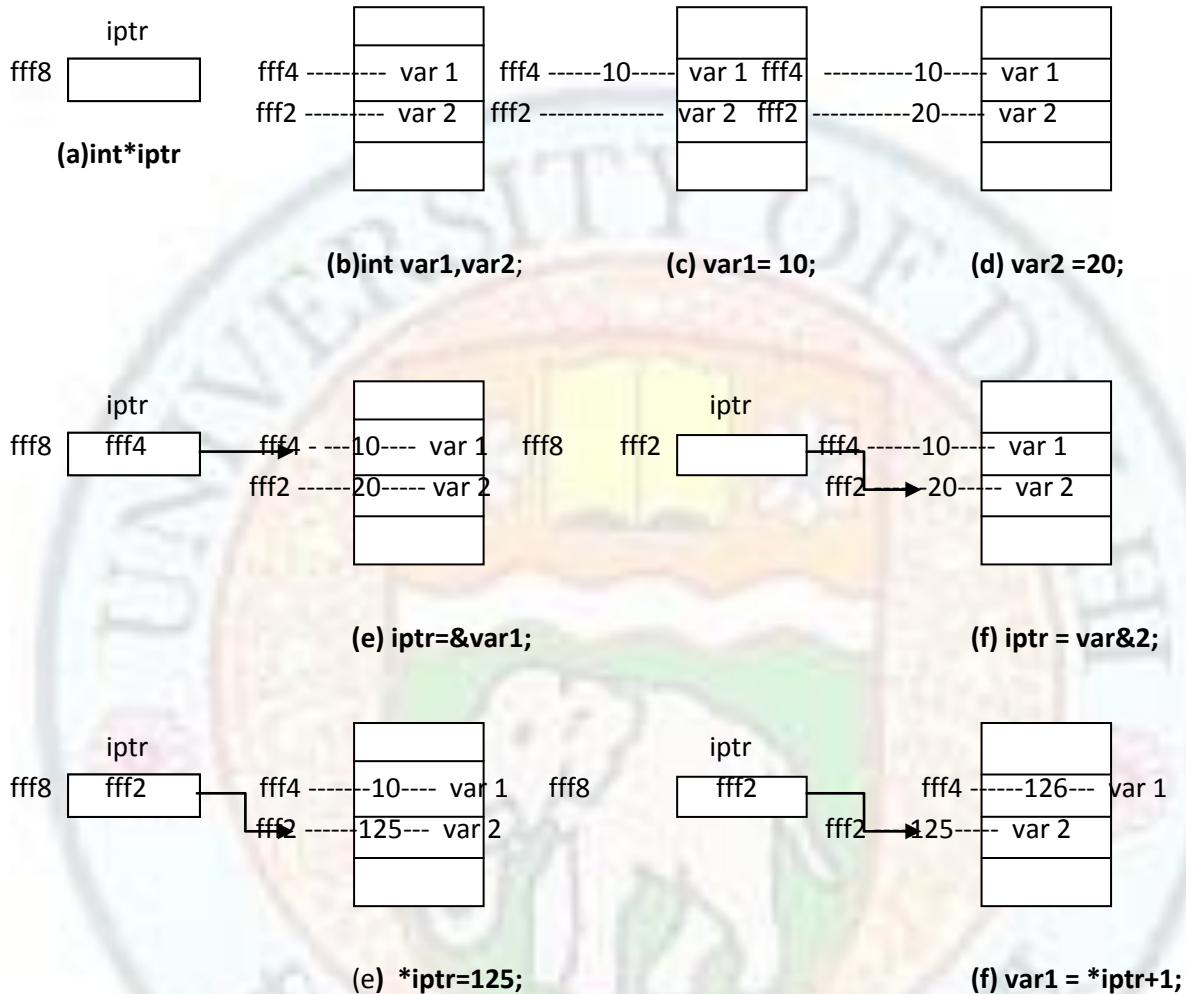 iptr
fff8
fff4 --------- var 1
fff2 --------- var 2
(a)int*iptr
(b)int var1,var2;
fff4 ------10----- var 1
fff2 --------------- var 2
(c) var1= 10;
fff4 ---------10---- var 1
fff2 ---------20---- var 2
(d) var2 =20;
iptr
fff8 fff4
fff4 - ---10---- var 1
fff2 ------20----- var 2
(e) iptr=&var1;
iptr
fff8 fff2
fff4------10---- var 1
fff2------20----- var 2
(f) iptr = var&2;
iptr
fff8 fff2
fff4 ------10--- var 1
fff2 ------125--- var 2
(e) *iptr=125;
iptr
fff8 fff2
fff4 ------126--- var 1
fff2---125----- var 2
(f) var1 = *iptr+1;